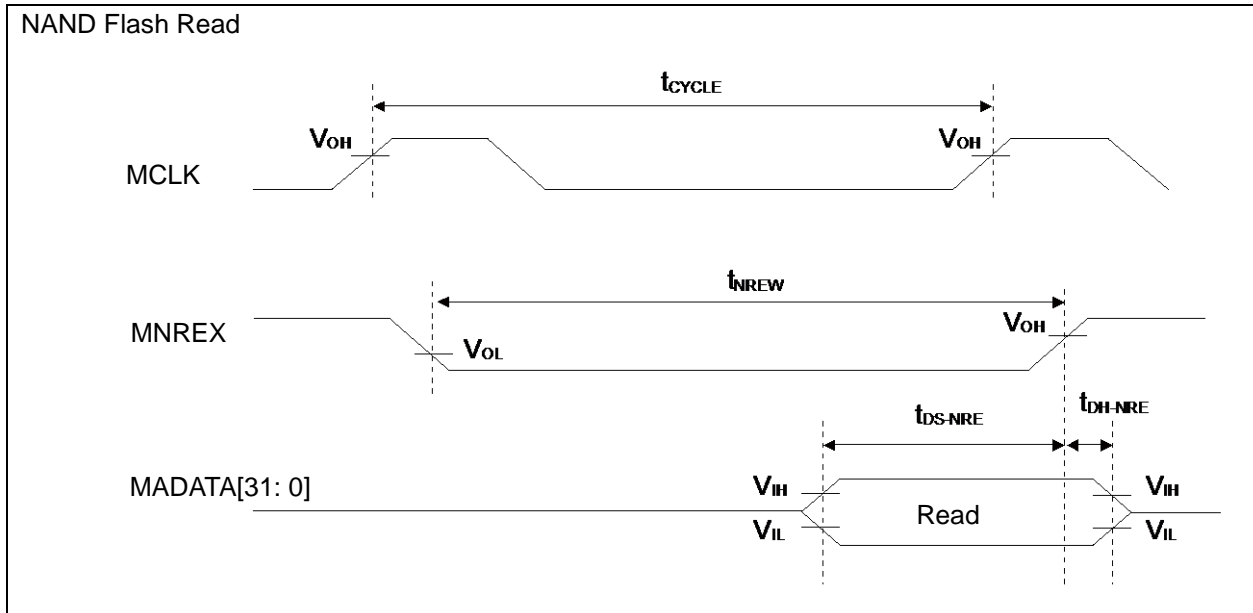 NAND Flash Read
tCYCLE
VOH
VOH
MCLK
tNREW
MNREX
VOH
VOL
tDS-NRE
tDH-NRE
MADATA[31: 0]
VIH
VIH
Read
VIL
VIL